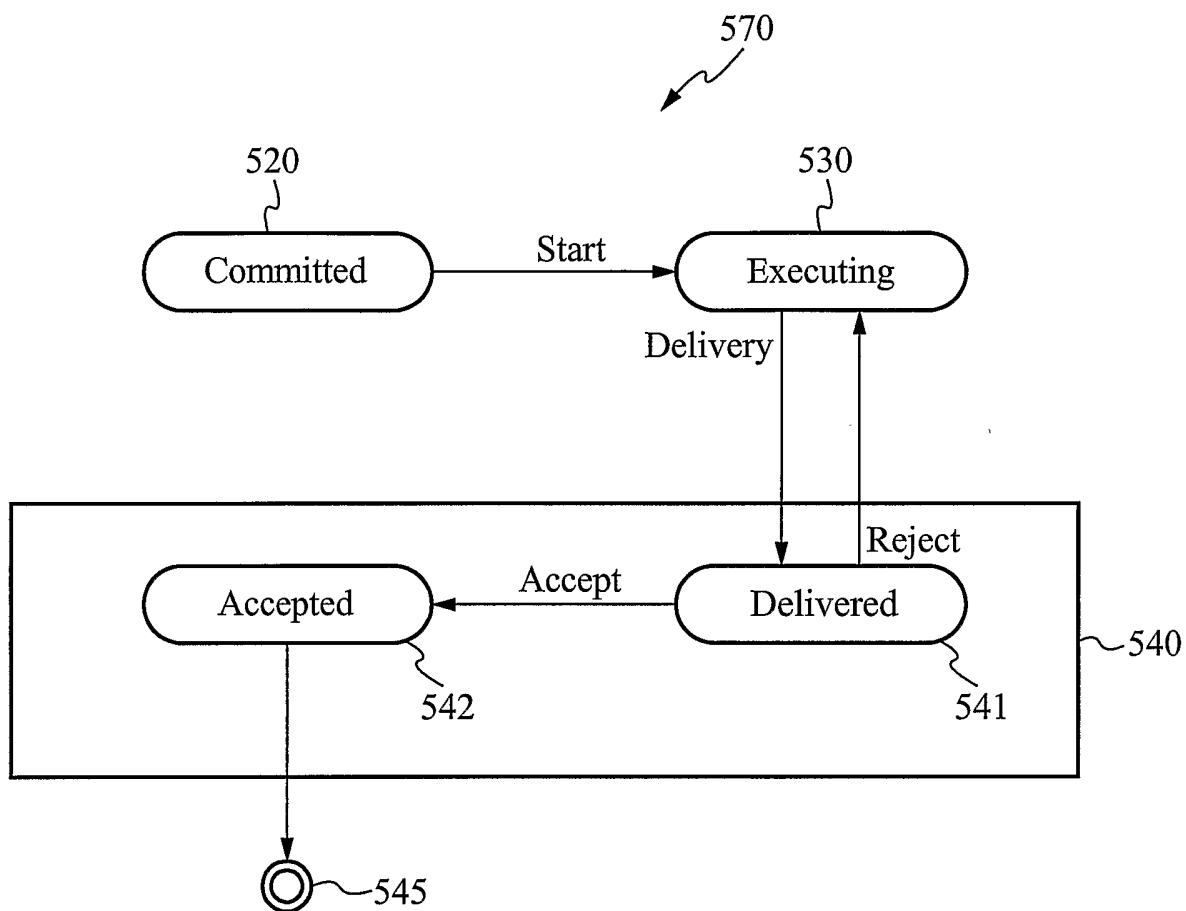 570
520
530
Committed
Start
Executing
Delivery
Reject
Accepted
Accept
Delivered
540
542
541
545